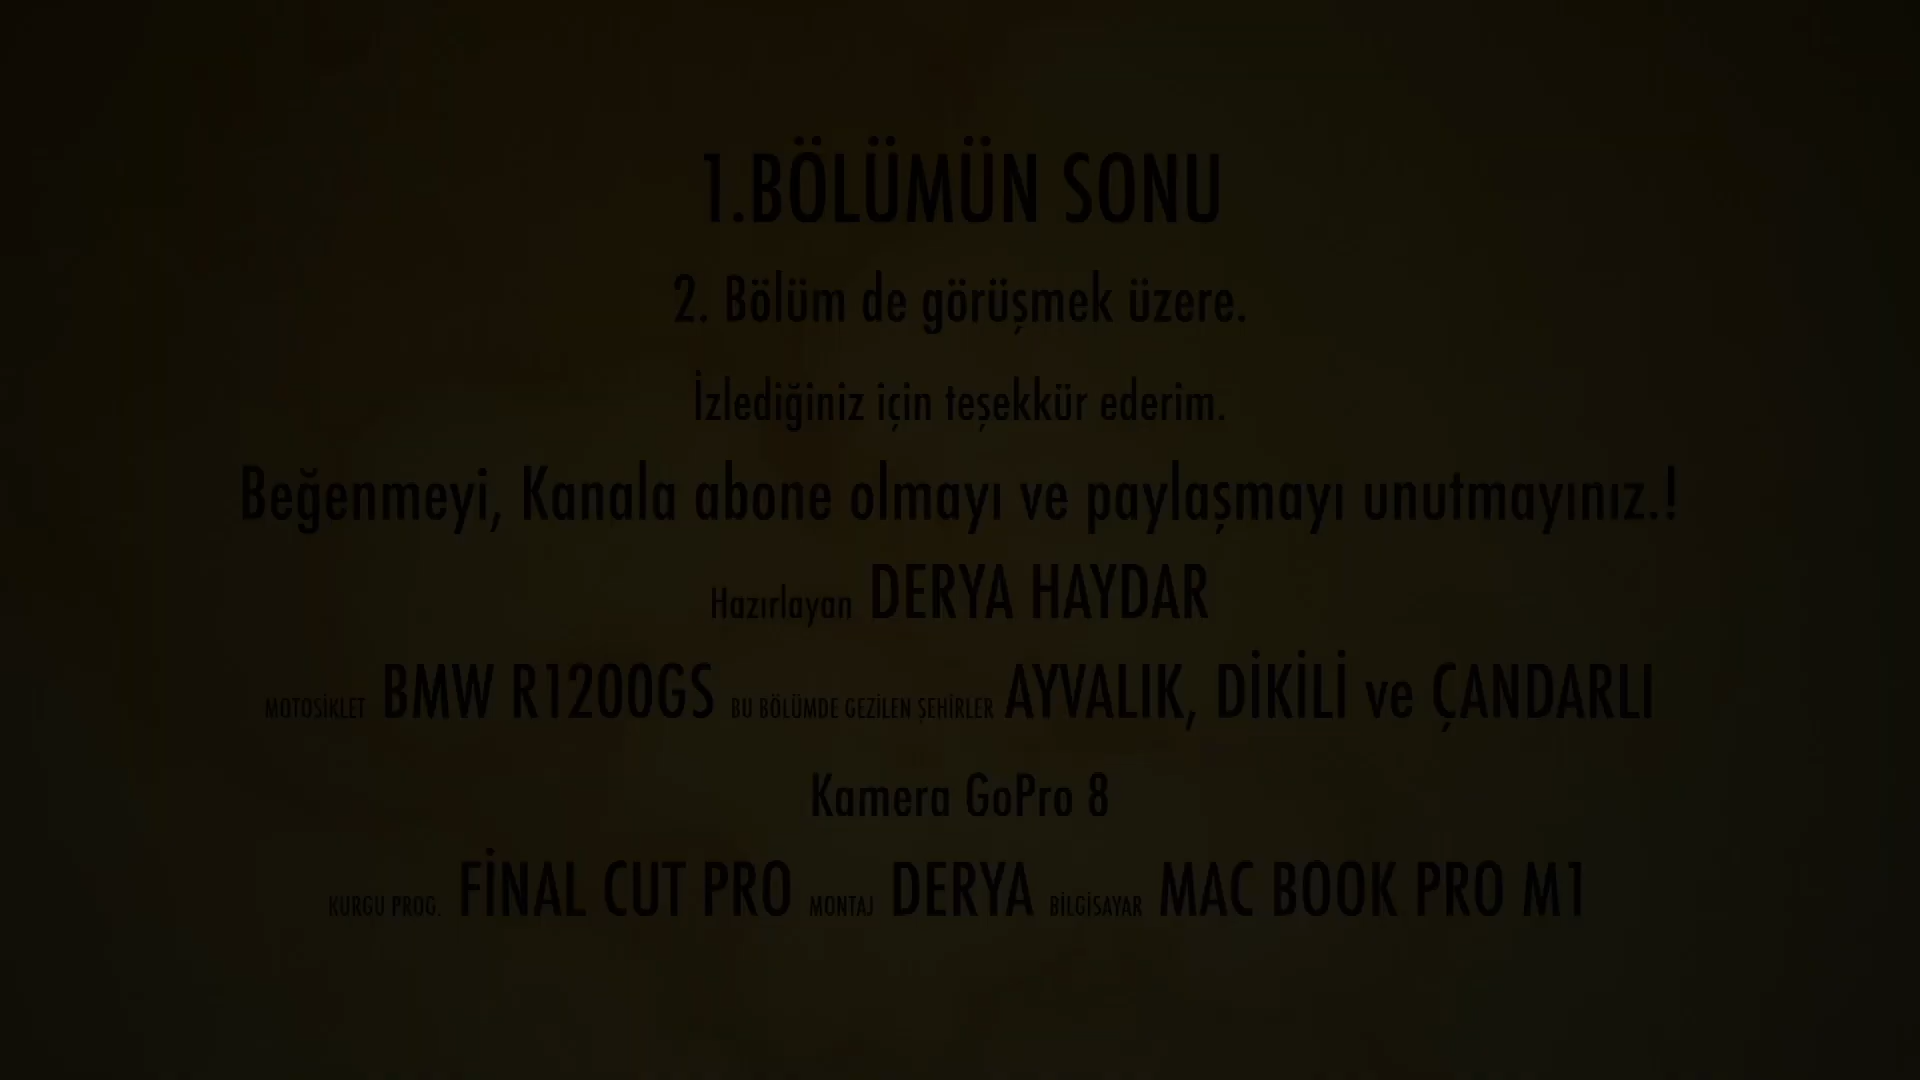 1.BÖLÜMÜN SONU
2. Bölüm de görüşmek üzere.
İzlediğiniz için teşekkür ederim.
Beğenmeyi, Kanala abone olmayı ve paylaşmayı unutmayınız.!
Hazırlayan DERYA HAYDAR
MOTOSİKLET BMW R1200GS BU BÖLÜMDE GEZİLEN ŞEHİRLER AYVALIK, DİKİLİ ve ÇANDARLI
Kamera GoPro 8
KURGU PROG. FİNAL CUT PRO MONTAJ DERYA BİLGİSAYAR MAC BOOK PRO M1